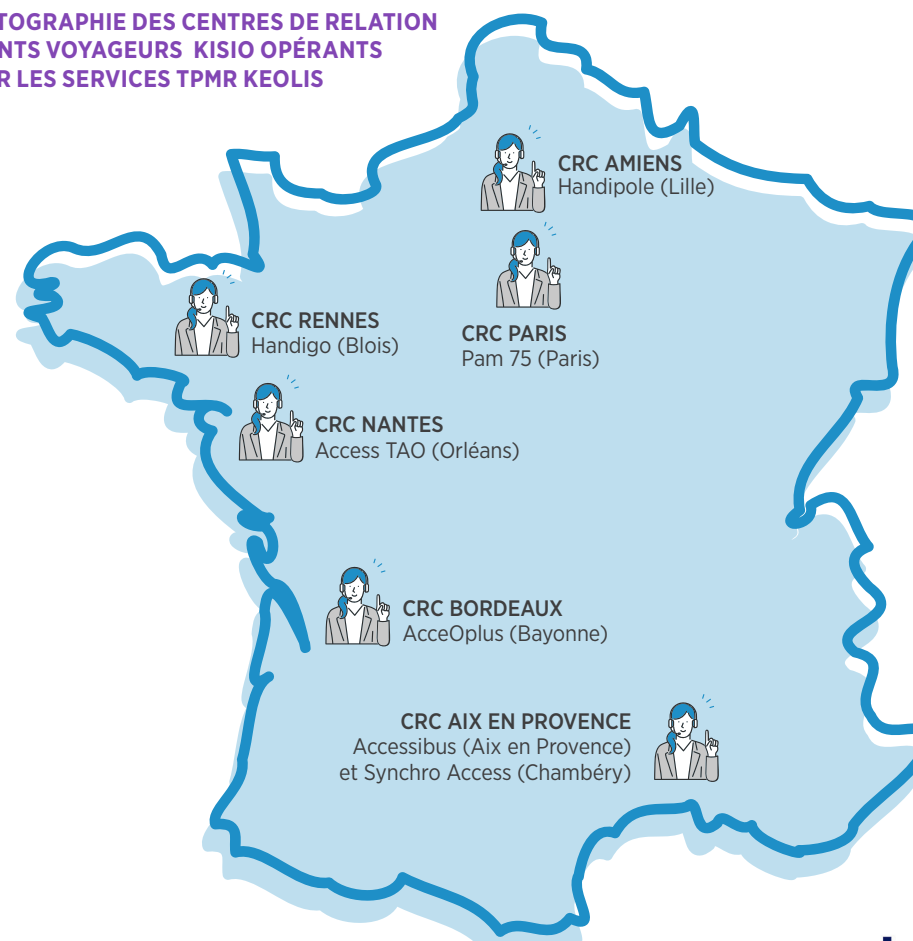 TOGRAPHIE DES CENTRES DE RELATION
NTS VOYAGEURS KISIO OPÉRANTS
R LES SERVICES TPMR KEOLIS
CRC AMIENS
Handipole (Lille)
CRC PARIS
Pam 75 (Paris)
CRC RENNES
Handigo (Blois)
CRC NANTES
Access TAO (Orléans)
CRC BORDEAUX
AcceOplus (Bayonne)
CRC AIX EN PROVENCE
Accessibus (Aix en Provence)
et Synchro Access (Chambéry)